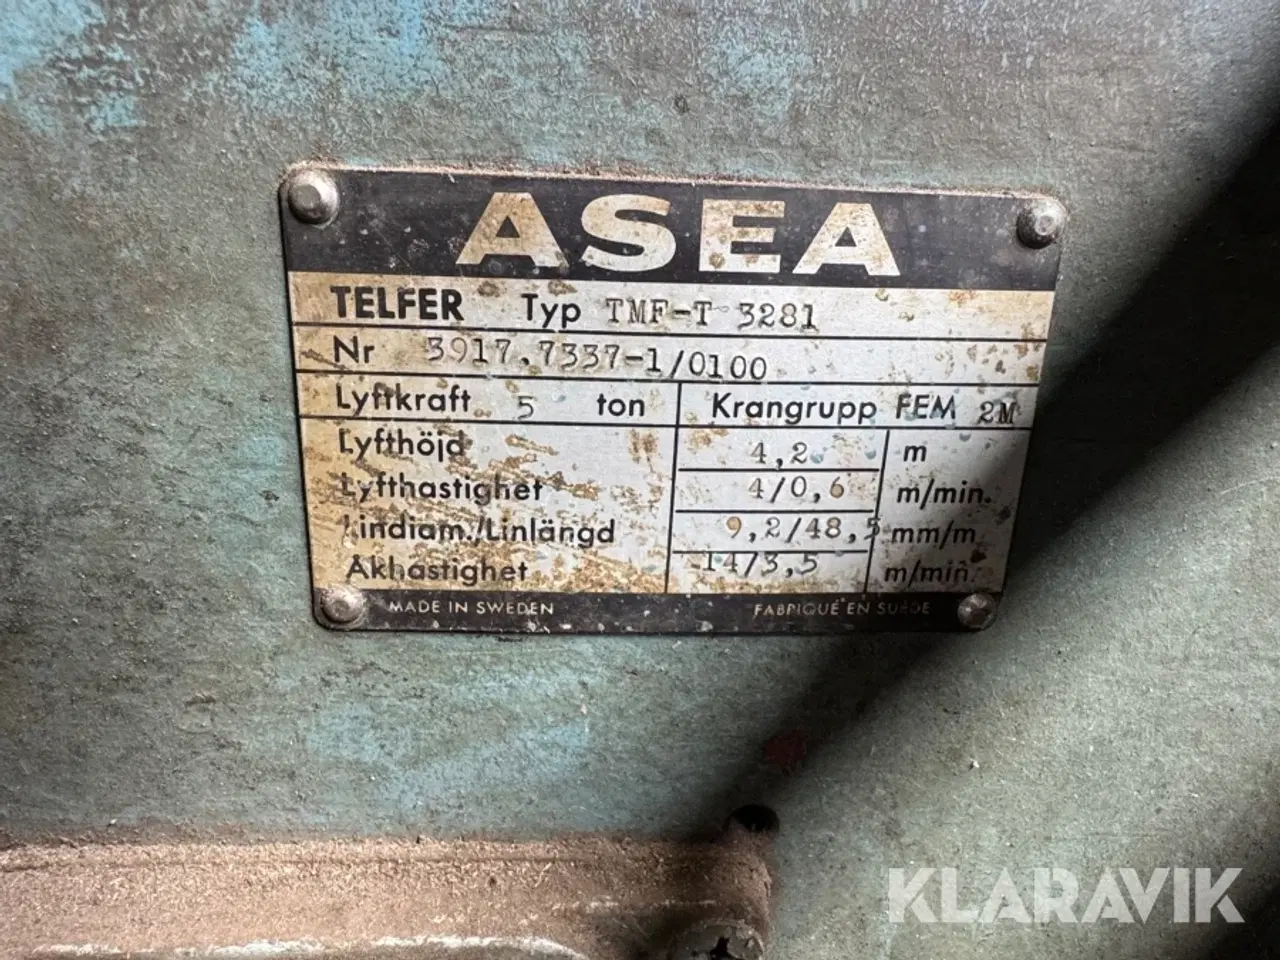 ASEA
TELFER Typ TMF-T 3281
Nr 3917.7337-1/0100
Lyftkraft 5 ton Krangrupp FEM 2M
Lyfthöjd 4,2 m
Lyfthastighet 4/0,6 m/min.
Lindiam./Linlängd 9,2/48,5 mm/m
Åkhastighet 14/3,5 m/min.
MADE IN SWEDEN FABRIQUÉ EN SUÈDE
KLARAVIK